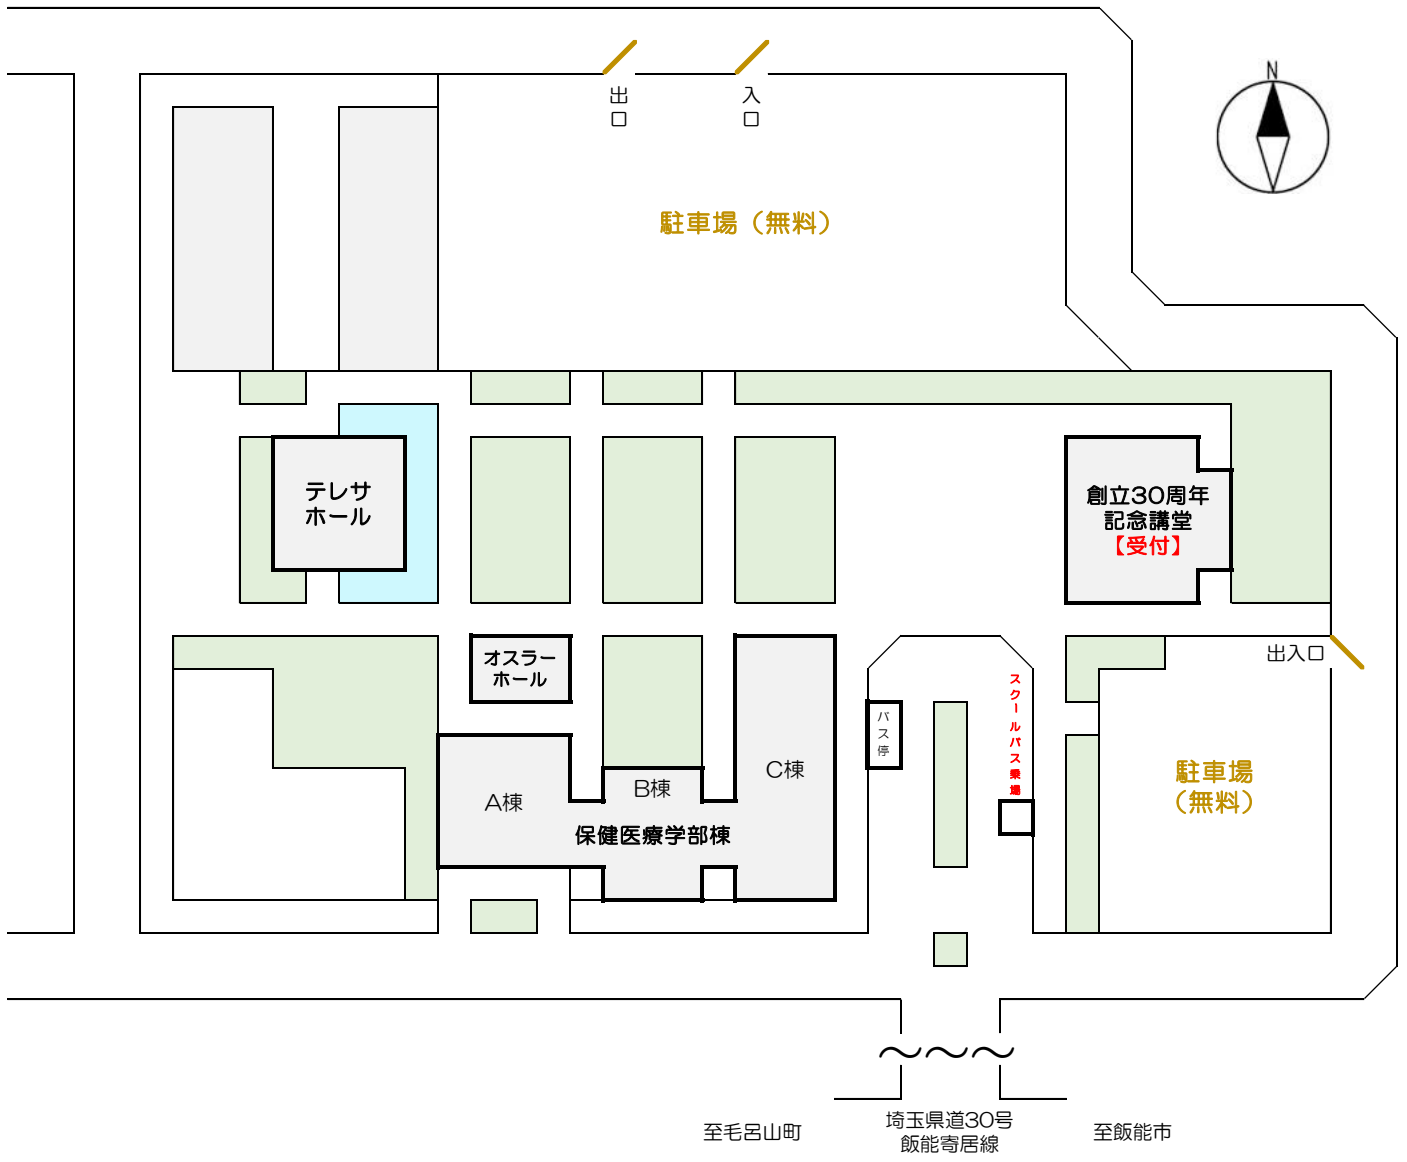 N
出口
入口
駐車場（無料）
テレサ
ホール
創立30周年
記念講堂
【受付】
オスラー
ホール
出入口
スクールバス乗場
バス停
駐車場
（無料）
A棟
B棟
C棟
保健医療学部棟
至毛呂山町
埼玉県道30号
飯能寄居線
至飯能市